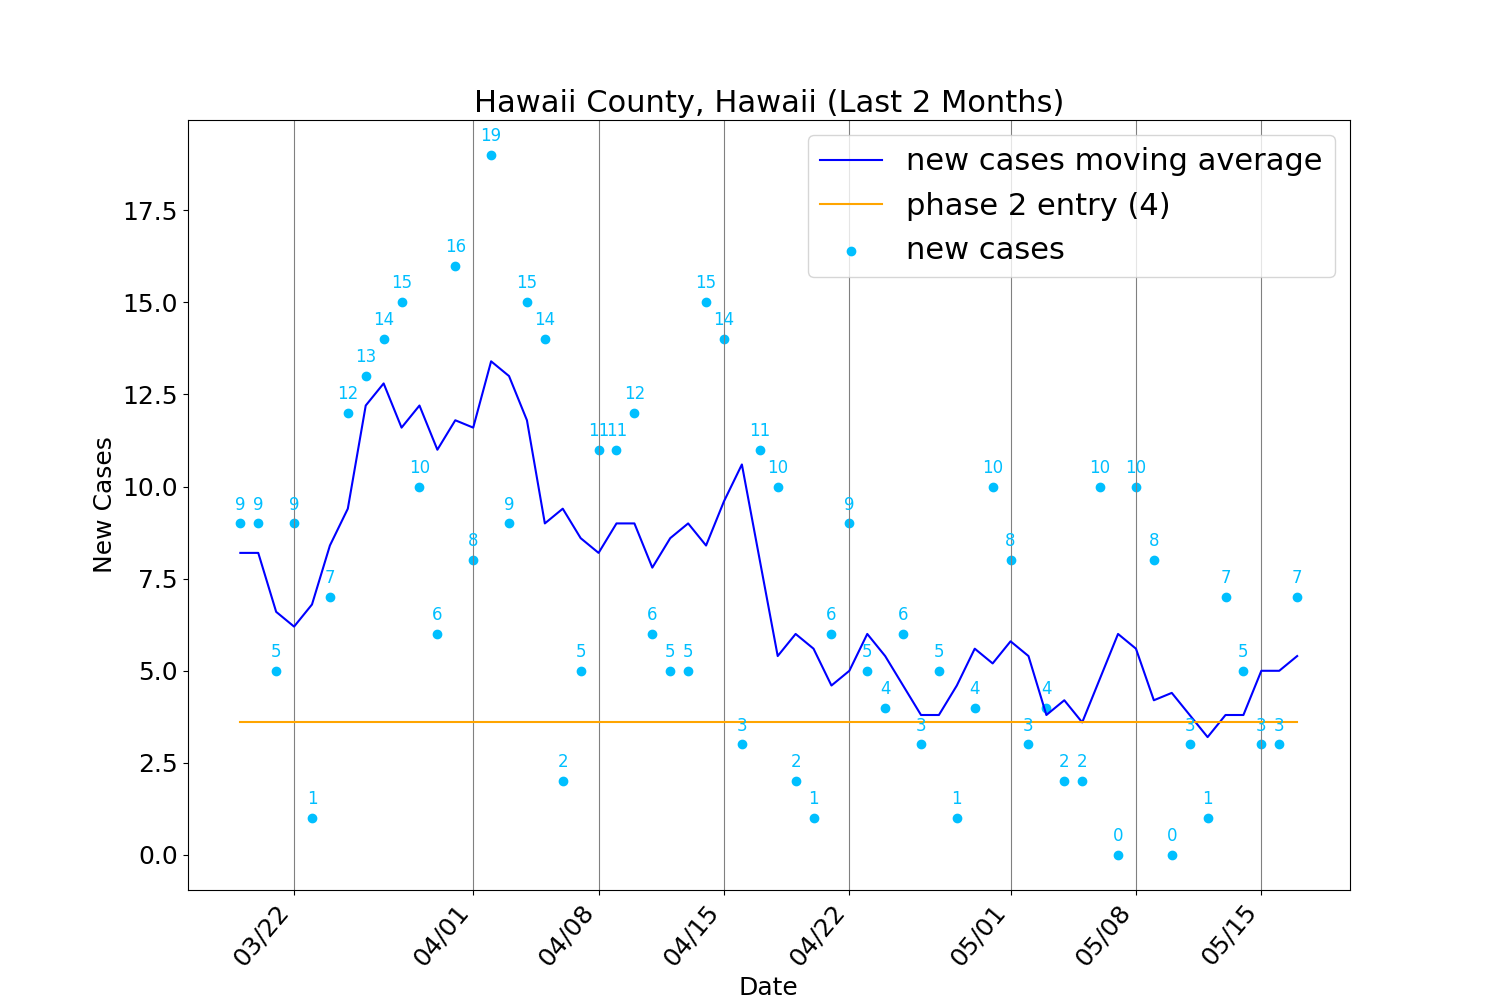 Hawaii County, Hawaii (Last 2 Months)
new cases moving average
phase 2 entry (4)
new cases
New Cases
17.5
15.0
12.5
10.0
7.5
5.0
2.5
0.0
9 9 5 9 1 7 12 13 14 15 10 6 16 8 19 9 15 14 2 5 11 11 12 6 5 5 15 14 3 11 10 2 1 6 9 5 4 6 3 5 1 4 10 8 3 4 2 2 10 0 10 8 0 3 1 7 5 3 3 7
03/22 04/01 04/08 04/15 04/22 05/01 05/08 05/15
Date